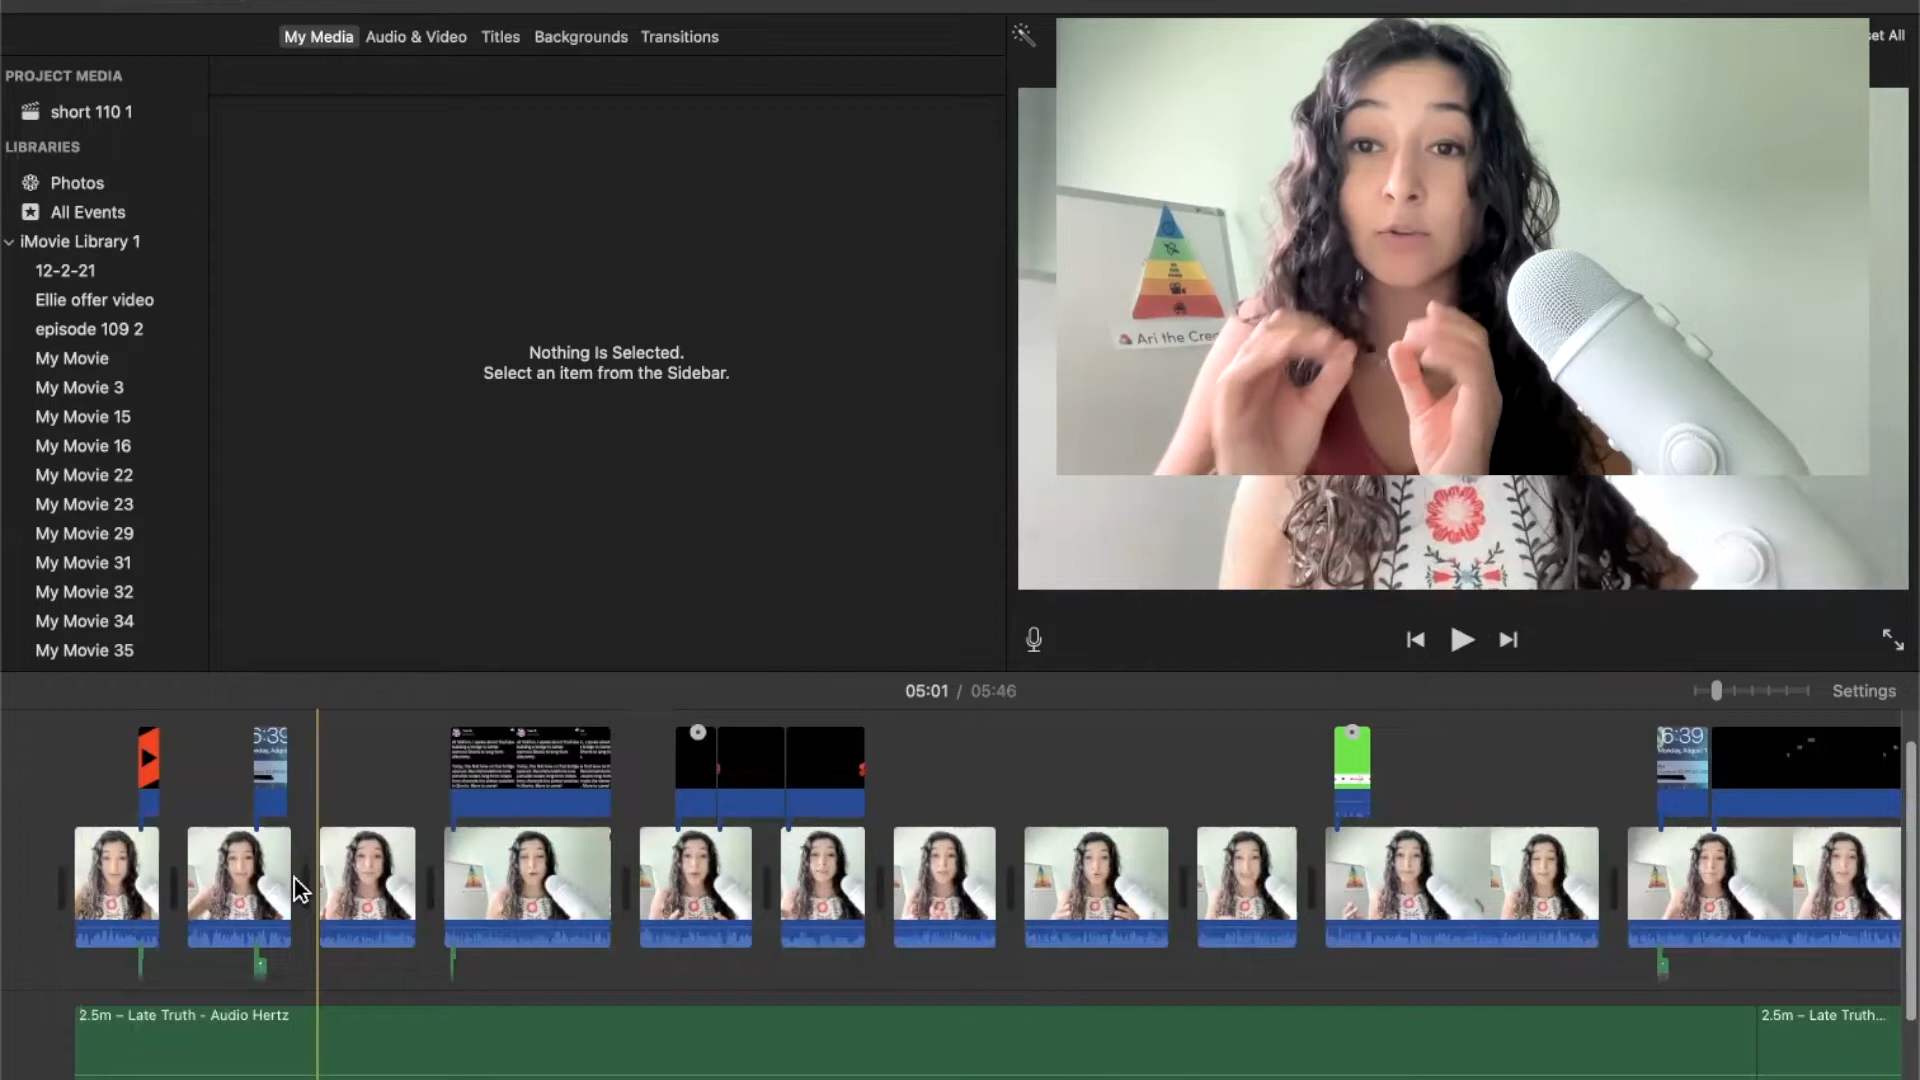 My Media Audio & Video Titles Backgrounds Transitions
et All
PROJECT MEDIA
short 110 1
LIBRARIES
Photos
All Events
iMovie Library 1
12-2-21
Ellie offer video
episode 109 2
My Movie
My Movie 3
My Movie 15
My Movie 16
My Movie 22
My Movie 23
My Movie 29
My Movie 31
My Movie 32
My Movie 34
My Movie 35
Nothing Is Selected.
Select an item from the Sidebar.
Ari the Cre
05:01 / 05:46
Settings
6:39
6:39
2.5m – Late Truth - Audio Hertz
2.5m – Late Truth...